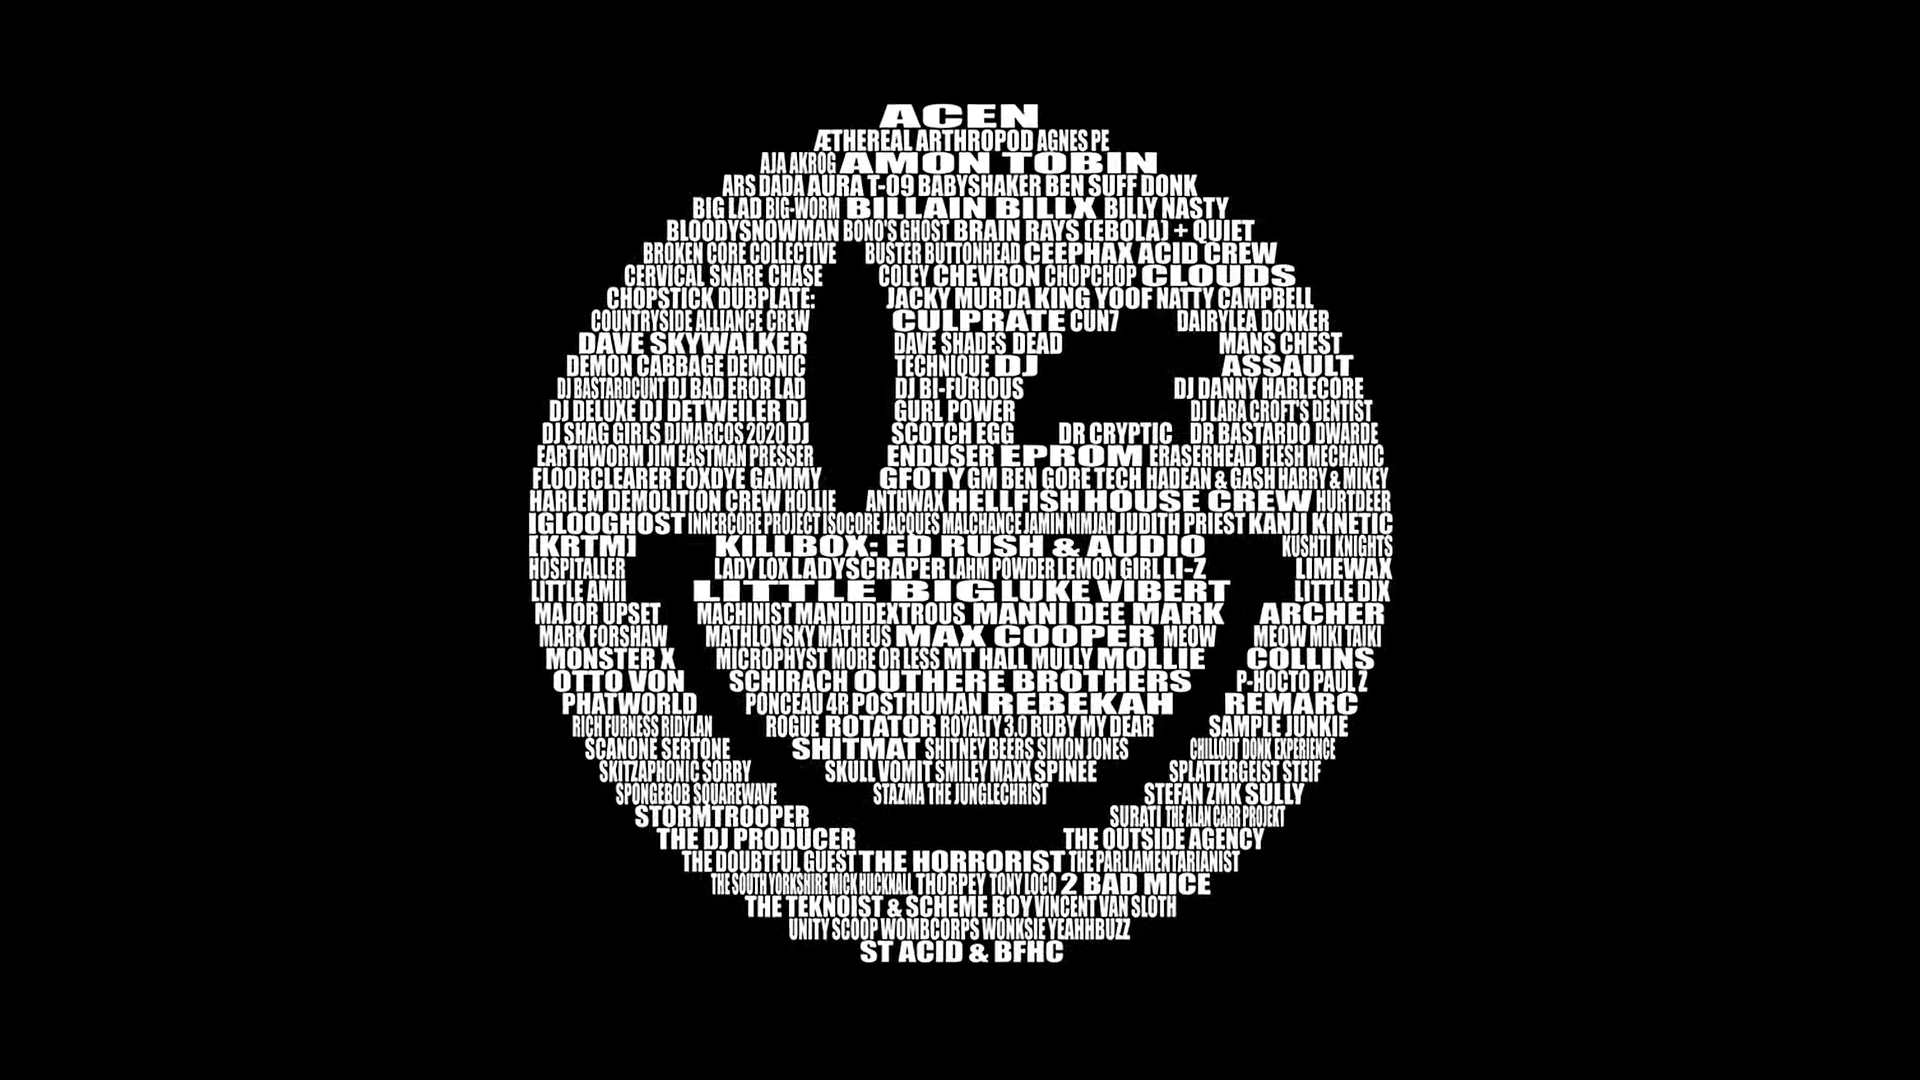 ACEN
ÆTHEREAL ARTHROPOD AGNES PE
AJA AKROG AMON TOBIN
ARS DADA AURA T-09 BABYSHAKER BEN SUFF DONK
BIG LAD BIG-WORM BILLAIN BILLX BILLY NASTY
BLOODYSNOWMAN BONO'S GHOST BRAIN RAYS (EBOLA) + QUIET
BROKEN CORE COLLECTIVE BUSTER BUTTONHEAD CEEPHAX ACID CREW
CERVICAL SNARE CHASE COLEY CHEVRON CHOPCHOP CLOUDS
CHOPSTICK DUBPLATE: JACKY MURDA KING YOOF NATTY CAMPBELL
COUNTRYSIDE ALLIANCE CREW CULPRATE CUN7 DAIRYLEA DONKER
DAVE SKYWALKER DAVE SHADES DEAD MANS CHEST
DEMON CABBAGE DEMONIC TECHNIQUE DJ ASSAULT
DJ BASTARDCUNT DJ BAD EROR LAD DJ BI-FURIOUS DJ DANNY HARLECORE
DJ DELUXE DJ DETWEILER DJ GURL POWER DJ LARA CROFT'S DENTIST
DJ SHAG GIRLS DJMARCOS 2020 DJ SCOTCH EGG DR CRYPTIC DR BASTARDO DWARDE
EARTHWORM JIM EASTMAN PRESSER ENDUSER EPROM ERASERHEAD FLESH MECHANIC
FLOORCLEARER FOXDYE GAMMY GFOTY GM BEN GORE TECH HADEAN & GASH HARRY & MIKEY
HARLEM DEMOLITION CREW HOLLIE ANTHWAX HELLFISH HOUSE CREW HURTDEER
IGLOOGHOST INNERCORE PROJECT ISOCORE JACQUES MALCHANCE JAMIN NIMJAH JUDITH PRIEST KANJI KINETIC
[KRTM] KILLBOX: ED RUSH & AUDIO KUSHTI KNIGHTS
HOSPITALLER LADY LOX LADYSCRAPER LAHM POWDER LEMON GIRL LI-Z LIMEWAX
LITTLE AMII LITTLE BIG LUKE VIBERT LITTLE DIX
MAJOR UPSET MACHINIST MANDIDEXTROUS MANNI DEE MARK ARCHER
MARK FORSHAW MATHLOVSKY MATHEUS MAX COOPER MEOW MEOW MIKI TAIKI
MONSTER X MICROPHYST MORE OR LESS MT HALL MULLY MOLLIE COLLINS
OTTO VON SCHIRACH OUTHERE BROTHERS P-HOCTO PAUL Z
PHATWORLD PONCEAU 4R POSTHUMAN REBEKAH REMARC
RICH FURNESS RIDYLAN ROGUE ROTATOR ROYALTY 3.0 RUBY MY DEAR SAMPLE JUNKIE
SCANONE SERTONE SHITMAT SHITNEY BEERS SIMON JONES CHILLOUT DONK EXPERIENCE
SKITZAPHONIC SORRY SKULL VOMIT SMILEY MAXX SPINEE SPLATTERGEIST STEIF
SPONGEBOB SQUAREWAVE STAZMA THE JUNGLECHRIST STEFAN ZMK SULLY
STORMTROOPER SURATI THE ALAN CARR PROJEKT
THE DJ PRODUCER THE OUTSIDE AGENCY
THE DOUBTFUL GUEST THE HORRORIST THE PARLIAMENTARIANIST
THE SOUTH YORKSHIRE MICK HUCKNALL THORPEY TONY LOCO 2 BAD MICE
THE TEKNOIST & SCHEME BOY VINCENT VAN SLOTH
UNITY SCOOP WOMBCORPS WONKSIE YEAHHBUZZ
ST ACID & BFHC